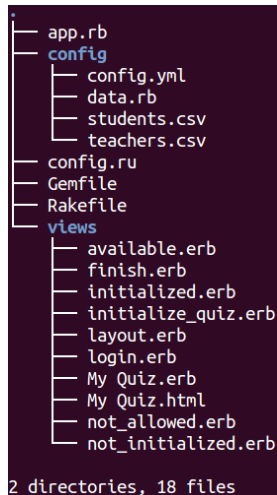 .
├── app.rb
├── config
│   ├── config.yml
│   ├── data.rb
│   ├── students.csv
│   └── teachers.csv
├── config.ru
├── Gemfile
├── Rakefile
└── views
    ├── available.erb
    ├── finish.erb
    ├── initialized.erb
    ├── initialize_quiz.erb
    ├── layout.erb
    ├── login.erb
    ├── My Quiz.erb
    ├── My Quiz.html
    ├── not_allowed.erb
    └── not_initialized.erb
2 directories, 18 files